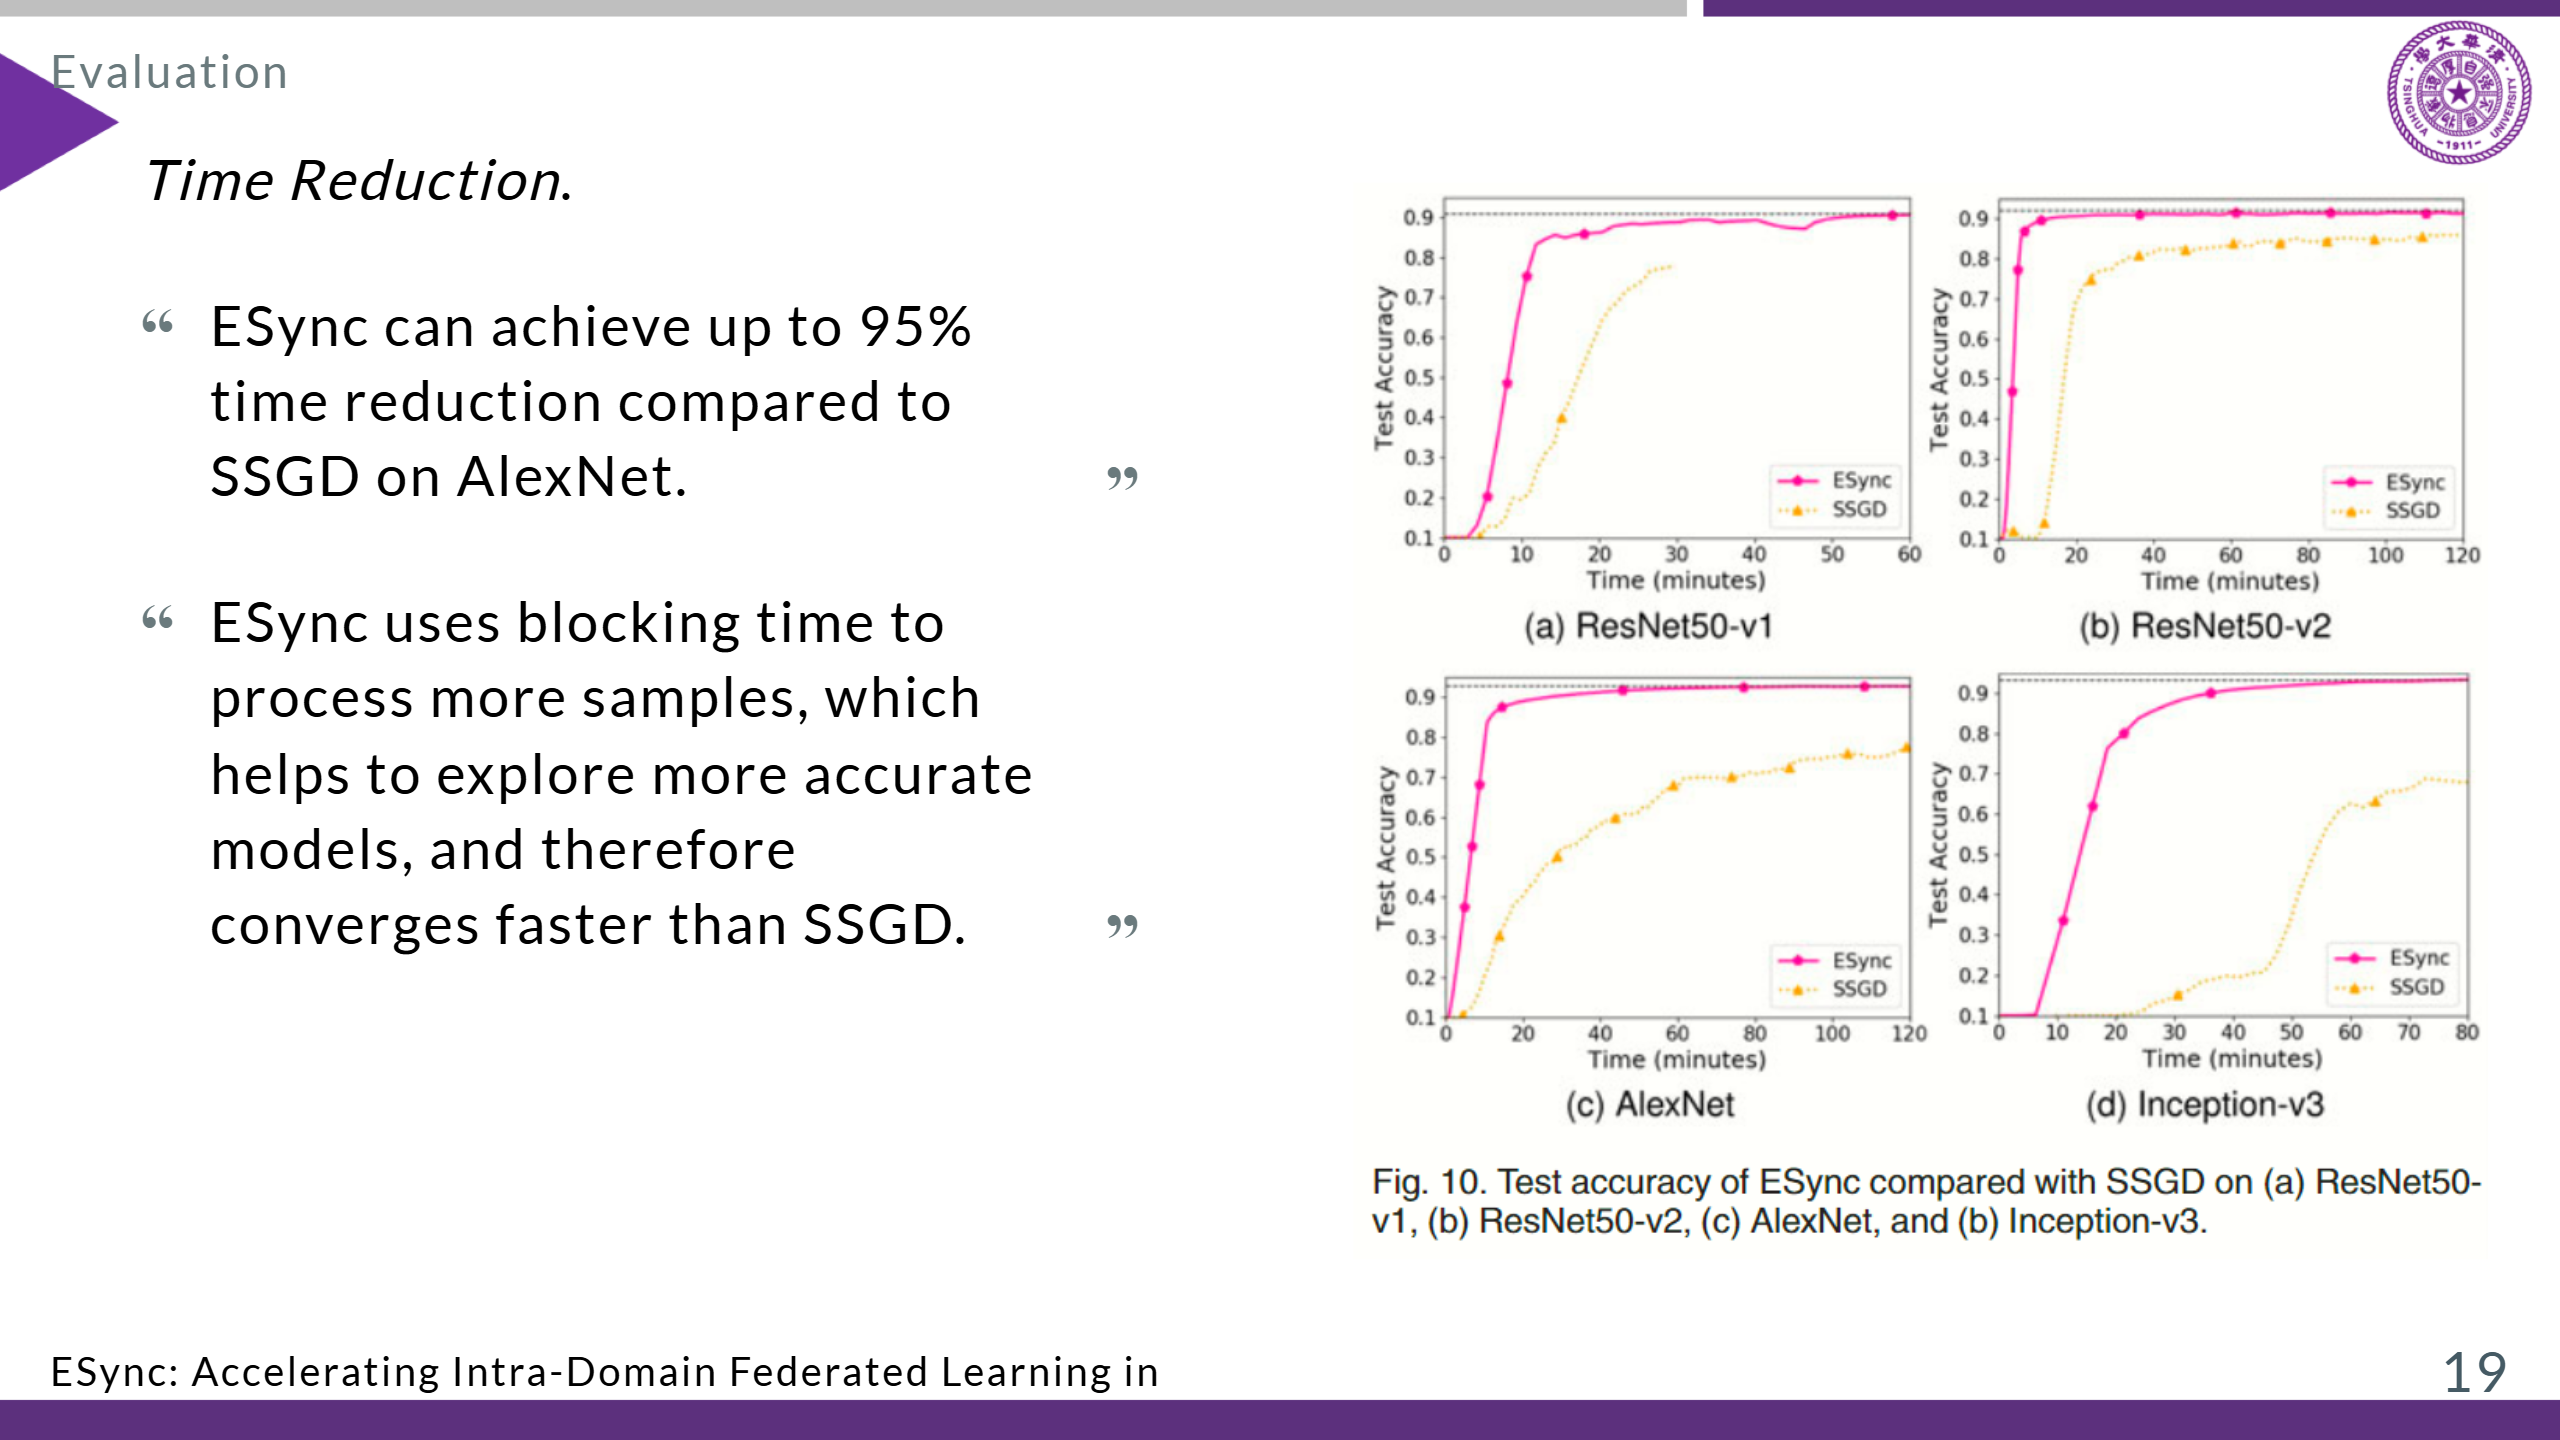 Evaluation
Time Reduction.
“ ESync can achieve up to 95%
time reduction compared to
SSGD on AlexNet. ”
“ ESync uses blocking time to
process more samples, which
helps to explore more accurate
models, and therefore
converges faster than SSGD. ”
TSINGHUA UNIVERSITY
-1911-
Test Accuracy
0.9
0.8
0.7
0.6
0.5
0.4
0.3
0.2
0.1
ESync
SSGD
0 10 20 30 40 50 60
Time (minutes)
(a) ResNet50-v1
Test Accuracy
0.9
0.8
0.7
0.6
0.5
0.4
0.3
0.2
0.1
ESync
SSGD
0 20 40 60 80 100 120
Time (minutes)
(b) ResNet50-v2
Test Accuracy
0.9
0.8
0.7
0.6
0.5
0.4
0.3
0.2
0.1
ESync
SSGD
0 20 40 60 80 100 120
Time (minutes)
(c) AlexNet
Test Accuracy
0.9
0.8
0.7
0.6
0.5
0.4
0.3
0.2
0.1
ESync
SSGD
0 10 20 30 40 50 60 70 80
Time (minutes)
(d) Inception-v3
Fig. 10. Test accuracy of ESync compared with SSGD on (a) ResNet50-
v1, (b) ResNet50-v2, (c) AlexNet, and (b) Inception-v3.
ESync: Accelerating Intra-Domain Federated Learning in
19